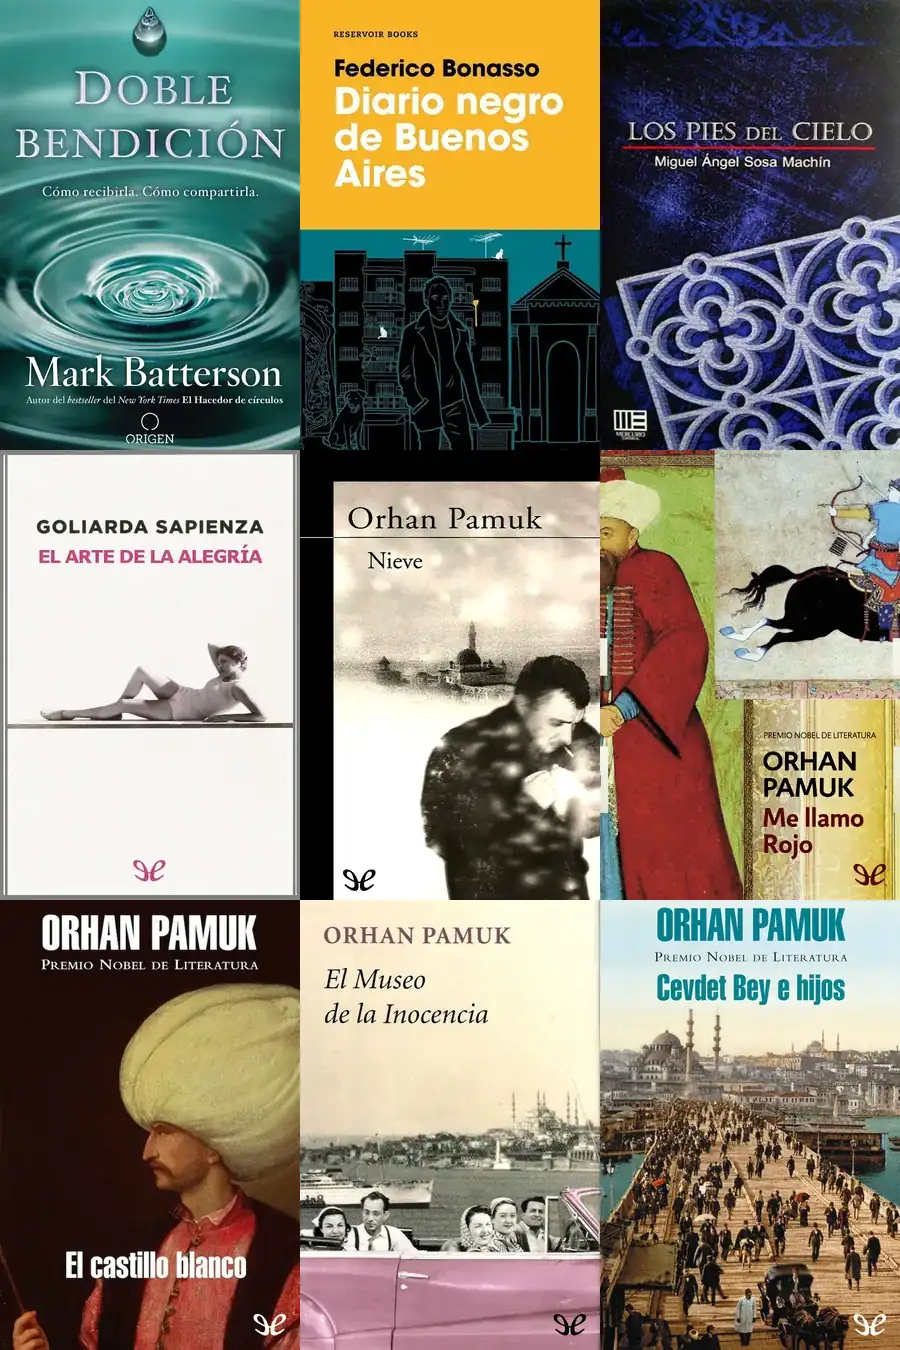 DOBLE
BENDICIÓN
Cómo recibirla. Cómo compartirla.
Mark Batterson
Autor del bestseller del New York Times El Hacedor de círculos
ORIGEN
RESERVOIR BOOKS
Federico Bonasso
Diario negro
de Buenos
Aires
LOS PIES DEL CIELO
Miguel Ángel Sosa Machín
MERCURIO
EDITORIAL
GOLIARDA SAPIENZA
EL ARTE DE LA ALEGRÍA
Orhan Pamuk
Nieve
PREMIO NOBEL DE LITERATURA
ORHAN
PAMUK
Me llamo
Rojo
ORHAN PAMUK
PREMIO NOBEL DE LITERATURA
El castillo blanco
ORHAN PAMUK
El Museo
de la Inocencia
ORHAN PAMUK
PREMIO NOBEL DE LITERATURA
Cevdet Bey e hijos